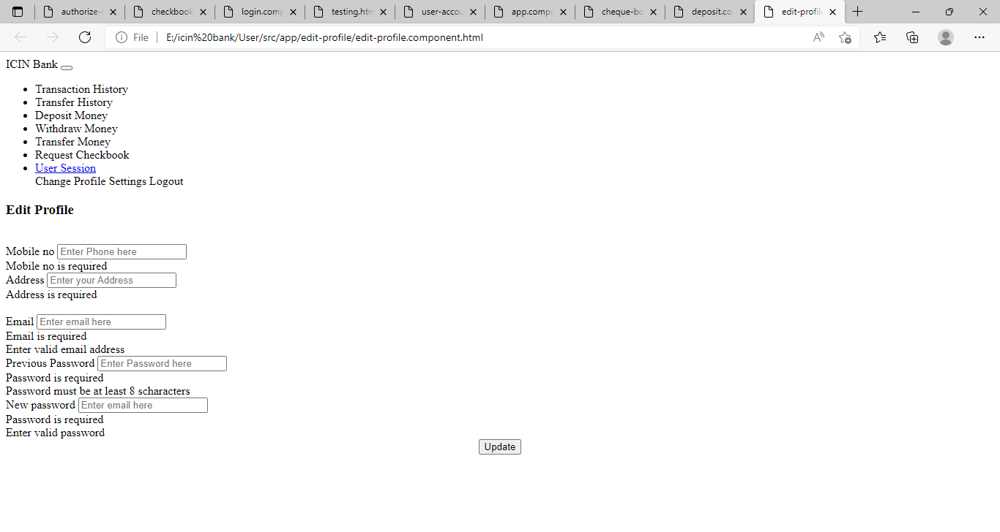 authorize-
checkbook
login.comp
testing.htm
user-accou
app.compo
cheque-bo
deposit.co
edit-profile
File
E:/icin%20bank/User/src/app/edit-profile/edit-profile.component.html
ICIN Bank
Transaction History
Transfer History
Deposit Money
Withdraw Money
Transfer Money
Request Checkbook
User Session
Change Profile Settings Logout
Edit Profile
Mobile no Enter Phone here
Mobile no is required
Address Enter your Address
Address is required
Email Enter email here
Email is required
Enter valid email address
Previous Password Enter Password here
Password is required
Password must be at least 8 scharacters
New password Enter email here
Password is required
Enter valid password
Update